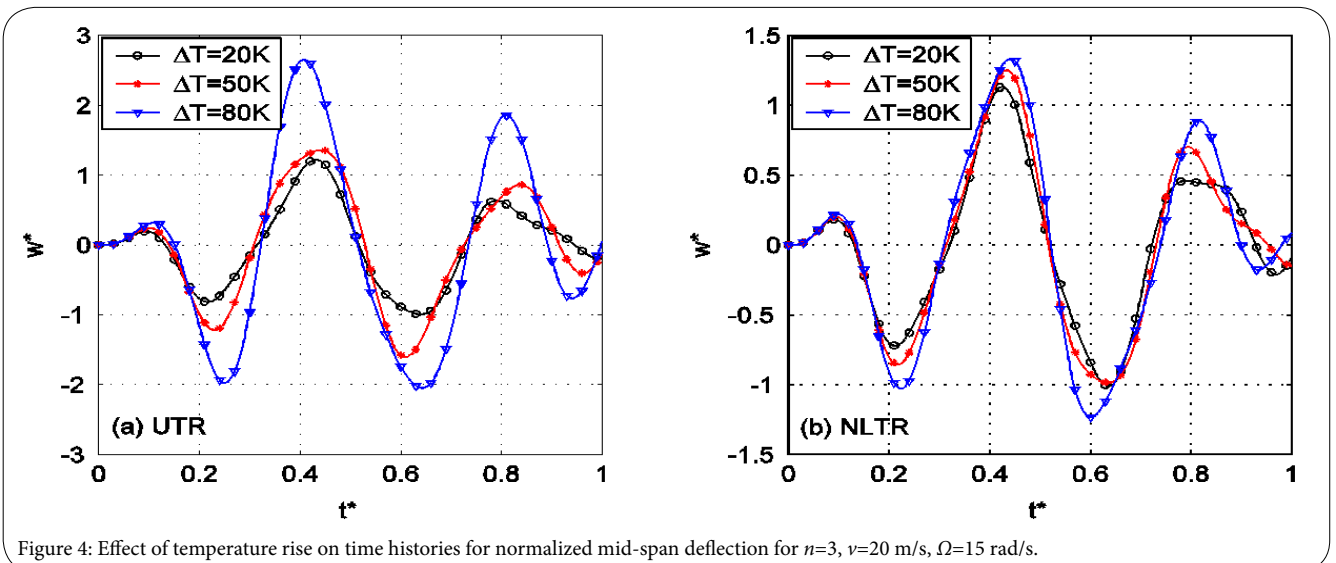 3
2
1
0
-1
-2
-3
W*
ΔT=20K
ΔT=50K
ΔT=80K
(a) UTR
0 0.2 0.4 0.6 0.8 1
t*
1.5
1
0.5
0
-0.5
-1
-1.5
W*
ΔT=20K
ΔT=50K
ΔT=80K
(b) NLTR
0 0.2 0.4 0.6 0.8 1
t*
Figure 4: Effect of temperature rise on time histories for normalized mid-span deflection for n=3, v=20 m/s, Ω=15 rad/s.